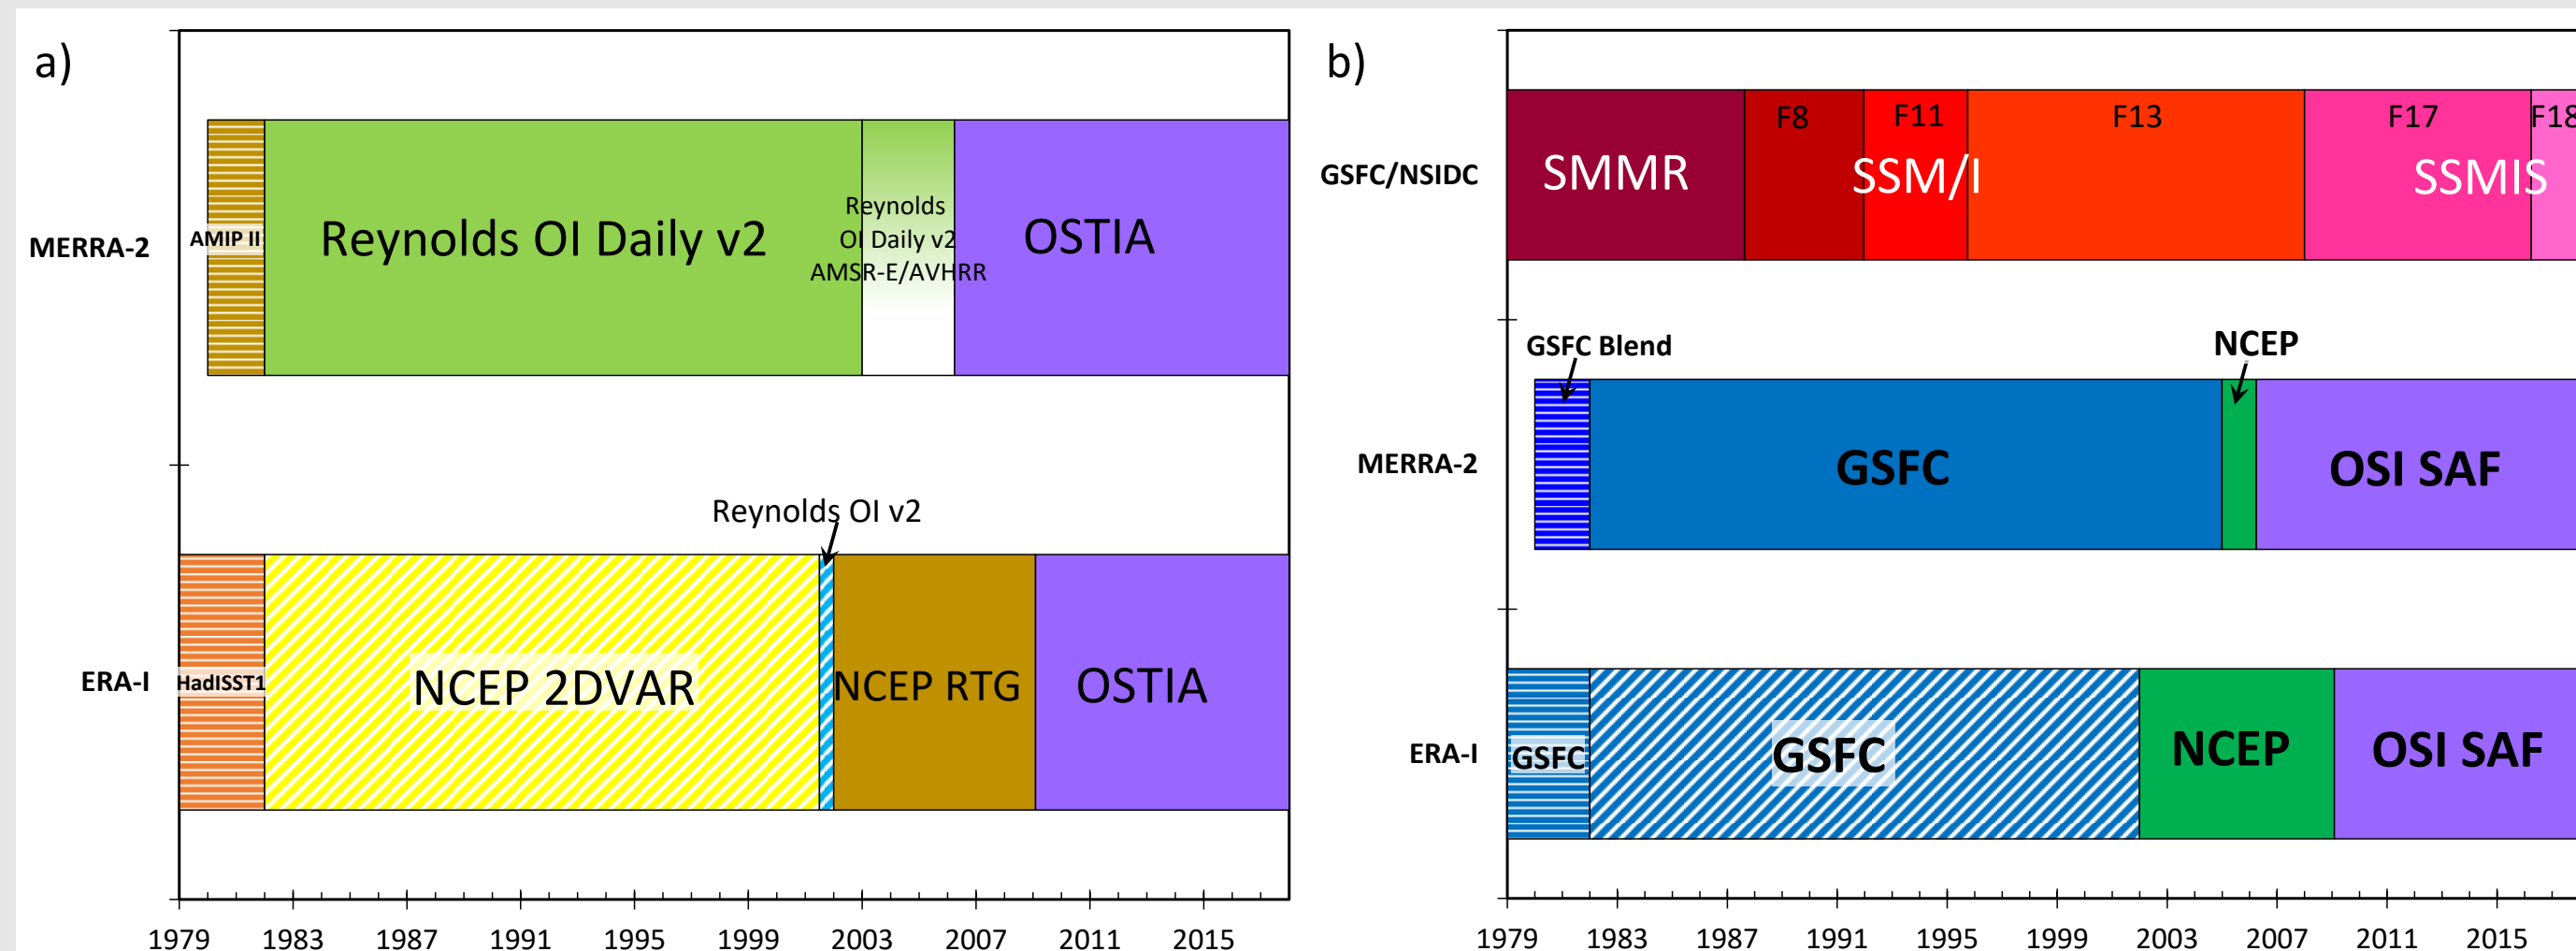 a)
MERRA-2
AMIP II
Reynolds OI Daily v2
Reynolds
OI Daily v2
AMSR-E/AVHRR
OSTIA
Reynolds OI v2
ERA-I
HadISST1
NCEP 2DVAR
NCEP RTG
OSTIA
1979 1983 1987 1991 1995 1999 2003 2007 2011 2015
b)
GSFC/NSIDC
F8 F11 F13 F17 F18
SMMR SSM/I SSMIS
GSFC Blend
NCEP
MERRA-2
GSFC
OSI SAF
ERA-I
GSFC
GSFC
NCEP
OSI SAF
1979 1983 1987 1991 1995 1999 2003 2007 2011 2015